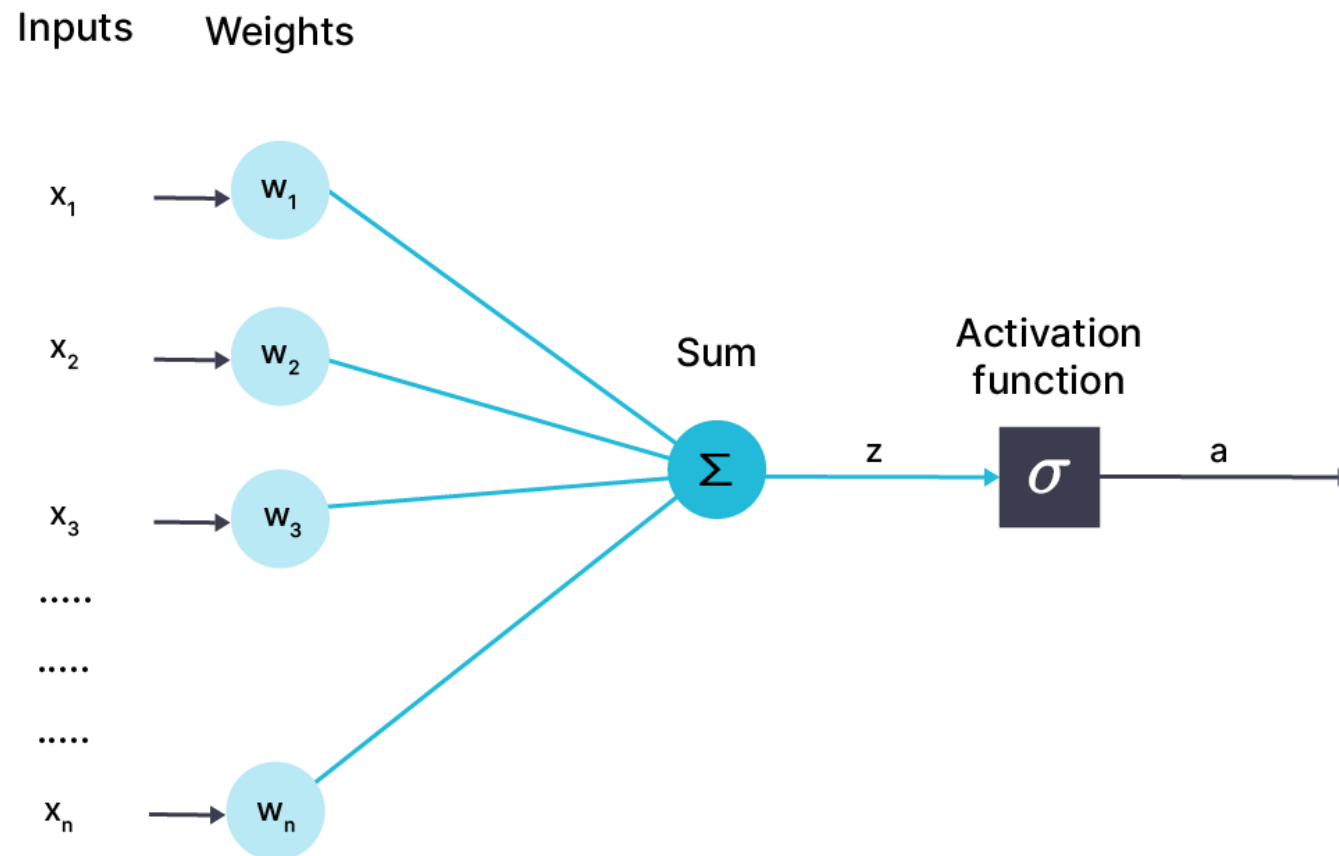 Inputs Weights
x₁ w₁
x₂ w₂
Sum
Activation
function
Σ z σ a
x₃ w₃
.....
.....
.....
xₙ wₙ